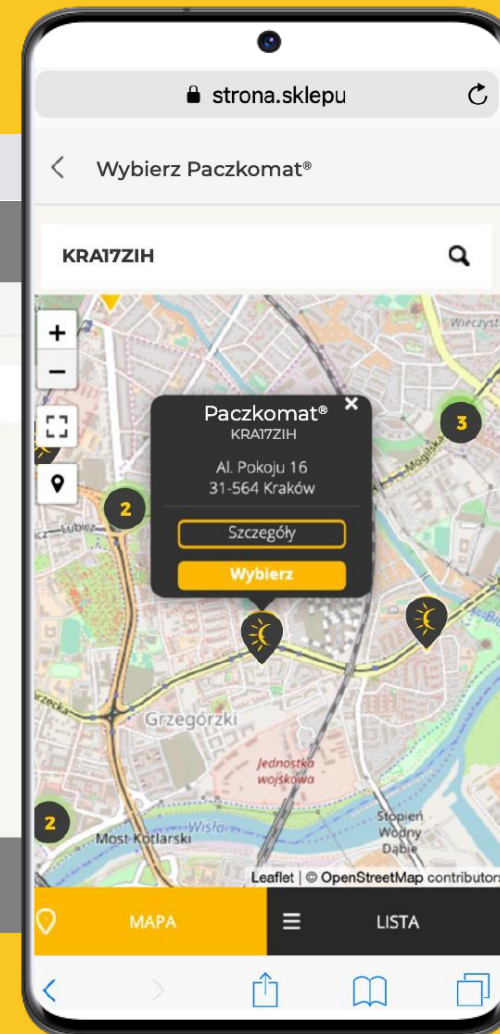 strona.sklepu
Wybierz Paczkomat®
KRA17ZIH
+
Wieczyst
−
Paczkomat® ×
KRA17ZIH
3
Mogilska
Al. Pokoju 16
31-564 Kraków
2
Lubicz
Szczegóły
Wybierz
Grzegórzki
Jednostka
wojskowa
2
Wisła
Most Kotlarski
Stopień
Wodny
Dąbie
Leaflet | © OpenStreetMap contributors
MAPA
LISTA